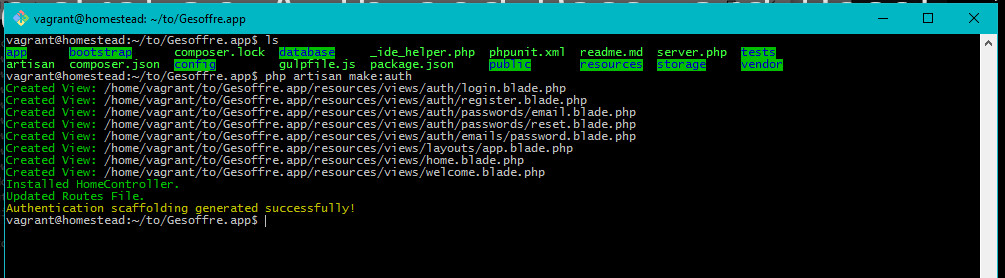 vagrant@homestead: ~/to/Gesoffre.app
vagrant@homestead:~/to/Gesoffre.app$ ls
app bootstrap composer.lock database _ide_helper.php phpunit.xml readme.md server.php tests
artisan composer.json config gulpfile.js package.json public resources storage vendor
vagrant@homestead:~/to/Gesoffre.app$ php artisan make:auth
Created View: /home/vagrant/to/Gesoffre.app/resources/views/auth/login.blade.php
Created View: /home/vagrant/to/Gesoffre.app/resources/views/auth/register.blade.php
Created View: /home/vagrant/to/Gesoffre.app/resources/views/auth/passwords/email.blade.php
Created View: /home/vagrant/to/Gesoffre.app/resources/views/auth/passwords/reset.blade.php
Created View: /home/vagrant/to/Gesoffre.app/resources/views/auth/emails/password.blade.php
Created View: /home/vagrant/to/Gesoffre.app/resources/views/layouts/app.blade.php
Created View: /home/vagrant/to/Gesoffre.app/resources/views/home.blade.php
Created View: /home/vagrant/to/Gesoffre.app/resources/views/welcome.blade.php
Installed HomeController.
Updated Routes File.
Authentication scaffolding generated successfully!
vagrant@homestead:~/to/Gesoffre.app$